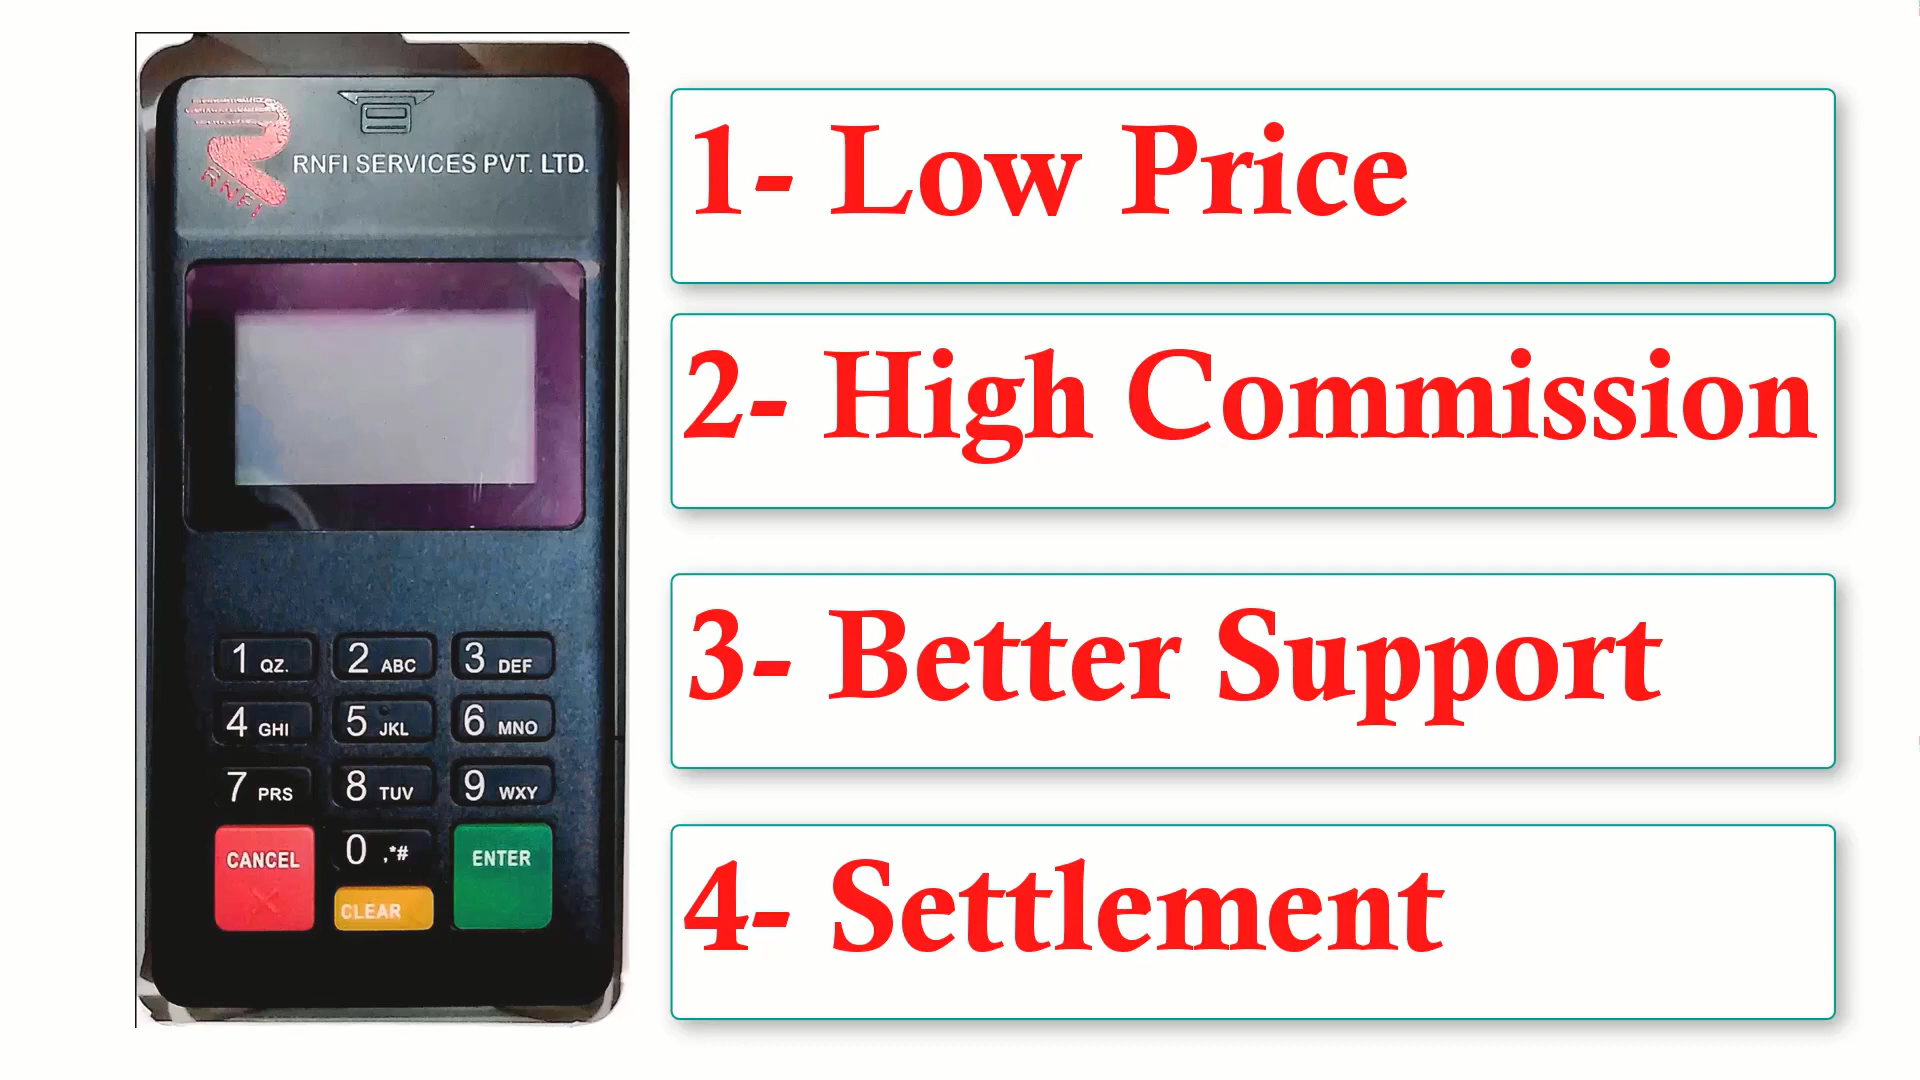 RNFI
RNFI SERVICES PVT. LTD.
1- Low Price
2- High Commission
3- Better Support
4- Settlement
1 QZ. 2 ABC 3 DEF
4 GHI 5 JKL 6 MNO
7 PRS 8 TUV 9 WXY
CANCEL 0 ,*# ENTER
CLEAR